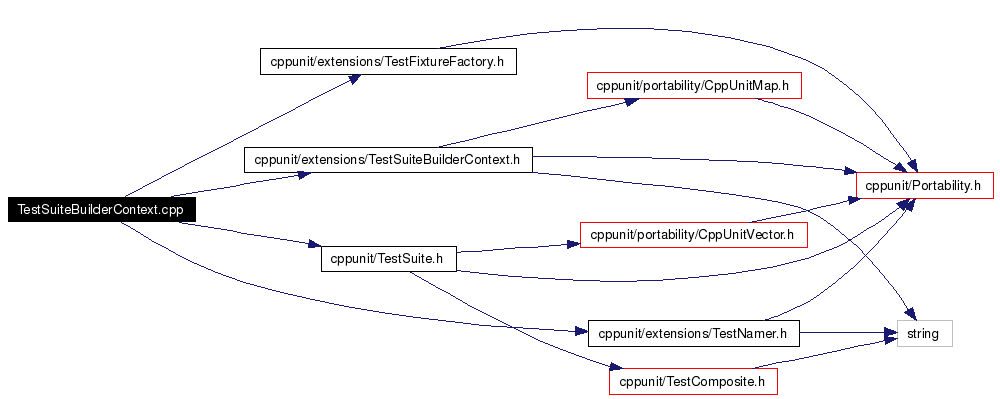 cppunit/extensions/TestFixtureFactory.h
cppunit/portability/CppUnitMap.h
cppunit/extensions/TestSuiteBuilderContext.h
cppunit/Portability.h
TestSuiteBuilderContext.cpp
cppunit/portability/CppUnitVector.h
cppunit/TestSuite.h
cppunit/extensions/TestNamer.h
string
cppunit/TestComposite.h